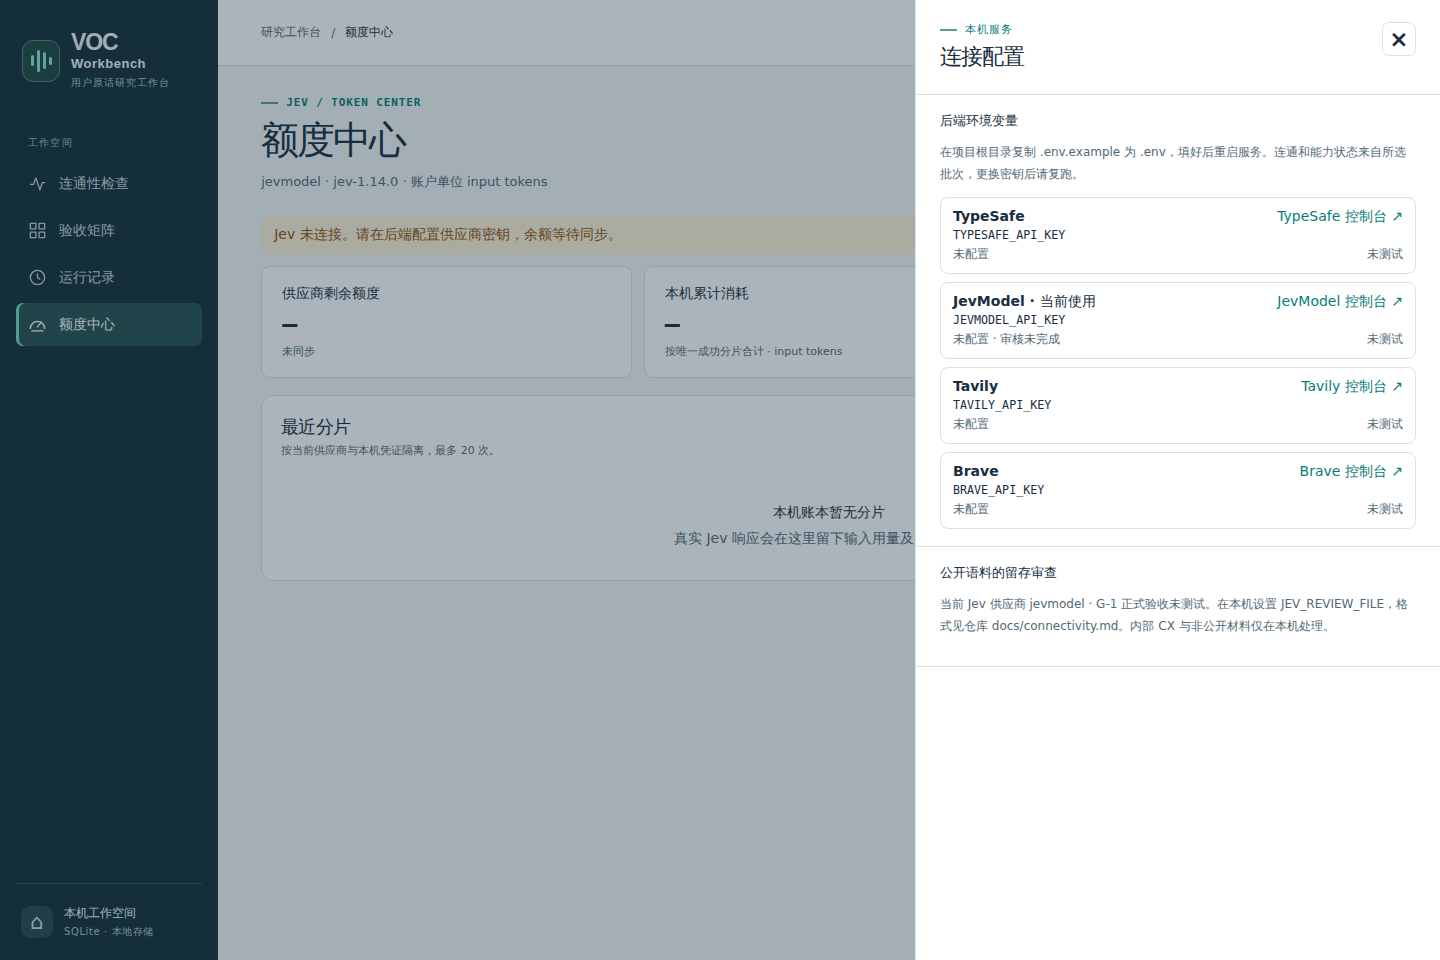 VOC
Workbench
用户原话研究工作台
工作空间
连通性检查
验收矩阵
运行记录
额度中心
本机工作空间
SQLite · 本地存储
研究工作台 / 额度中心
JEV / TOKEN CENTER
额度中心
jevmodel · jev-1.14.0 · 账户单位 input tokens
Jev 未连接。请在后端配置供应商密钥，余额等待同步。
供应商剩余额度
—
未同步
本机累计消耗
—
按唯一成功分片合计 · input tokens
最近分片
按当前供应商与本机凭证隔离，最多 20 次。
本机账本暂无分片
真实 Jev 响应会在这里留下输入用量及
本机服务
连接配置
×
后端环境变量
在项目根目录复制 .env.example 为 .env，填好后重启服务。连通和能力状态来自所选
批次，更换密钥后请复跑。
TypeSafe TypeSafe 控制台 ↗
TYPESAFE_API_KEY
未配置 未测试
JevModel · 当前使用 JevModel 控制台 ↗
JEVMODEL_API_KEY
未配置 · 审核未完成 未测试
Tavily Tavily 控制台 ↗
TAVILY_API_KEY
未配置 未测试
Brave Brave 控制台 ↗
BRAVE_API_KEY
未配置 未测试
公开语料的留存审查
当前 Jev 供应商 jevmodel · G-1 正式验收未测试。在本机设置 JEV_REVIEW_FILE，格
式见仓库 docs/connectivity.md。内部 CX 与非公开材料仅在本机处理。